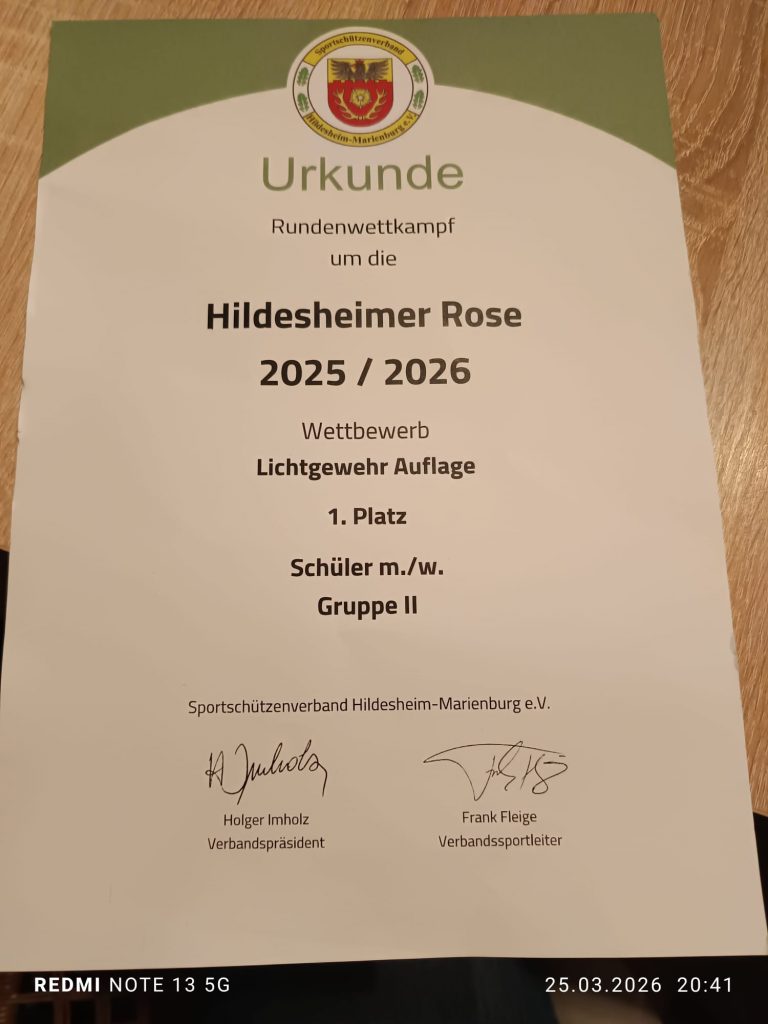 Sportschützenverband
Hildesheim-Marienburg e.V.
Urkunde
Rundenwettkampf
um die
Hildesheimer Rose
2025 / 2026
Wettbewerb
Lichtgewehr Auflage
1. Platz
Schüler m./w.
Gruppe II
Sportschützenverband Hildesheim-Marienburg e.V.
H Imholz
Holger Imholz
Verbandspräsident
Frank Fleige
Verbandssportleiter
REDMI NOTE 13 5G
25.03.2026 20:41